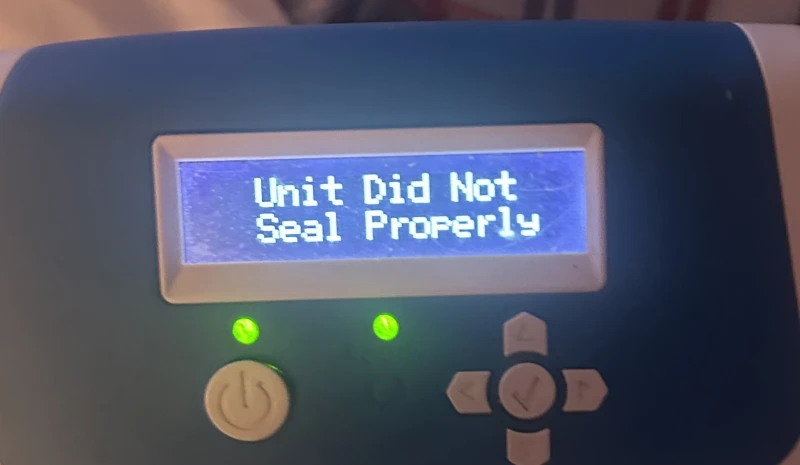 Unit Did Not
Seal Properly